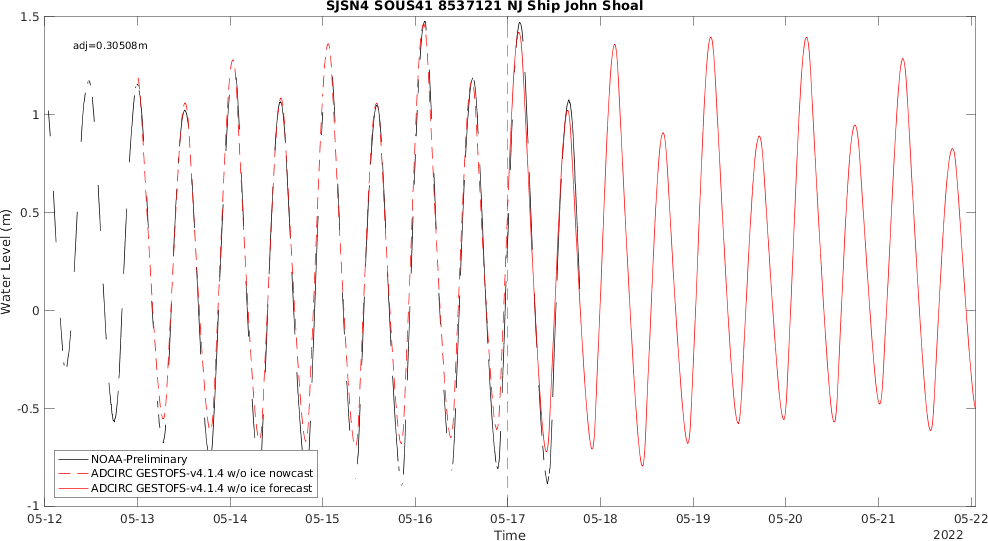 SJSN4 SOUS41 8537121 NJ Ship John Shoal
adj=0.30508m
1.5
1
0.5
0
-0.5
-1
Water Level (m)
NOAA-Preliminary
ADCIRC GESTOFS-v4.1.4 w/o ice nowcast
ADCIRC GESTOFS-v4.1.4 w/o ice forecast
05-12 05-13 05-14 05-15 05-16 05-17 05-18 05-19 05-20 05-21 05-22
Time
2022